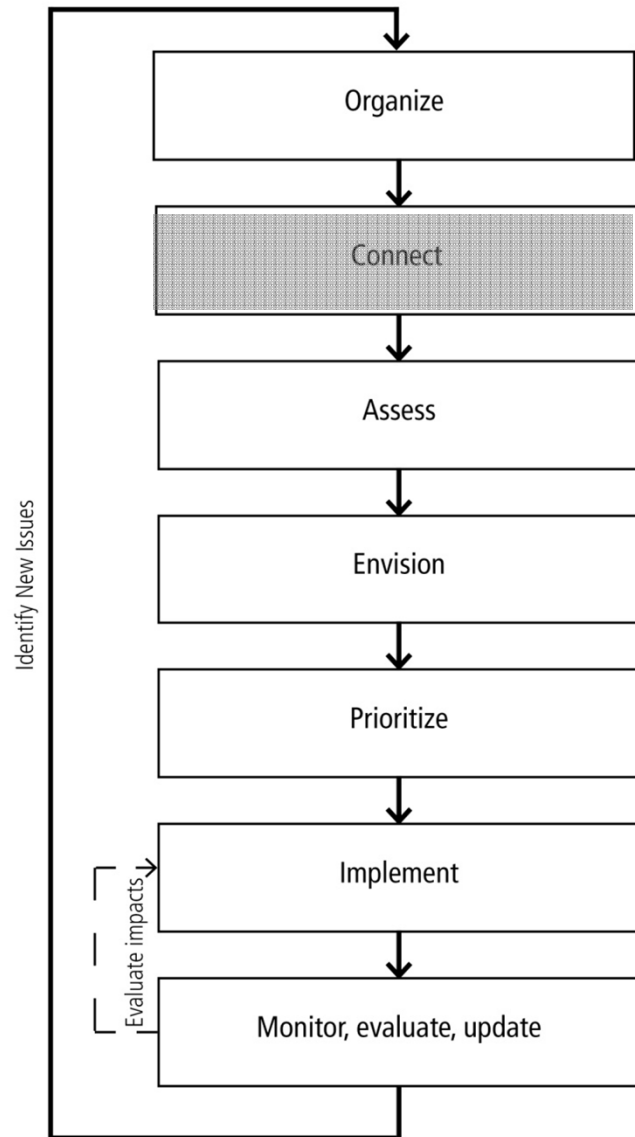 Organize
Connect
Assess
Envision
Identify New Issues
Prioritize
Implement
Evaluate impacts
Monitor, evaluate, update